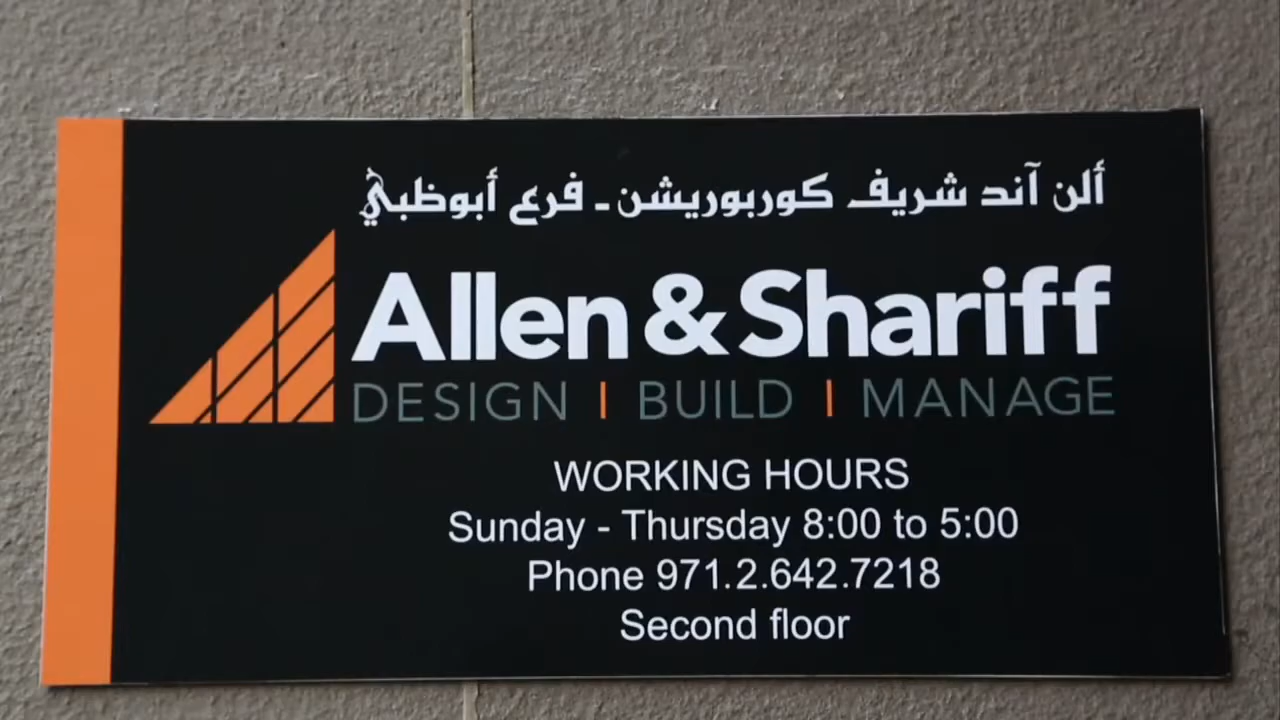 ألن آند شريف كوربوريشن - فرع أبوظبي
Allen & Shariff
DESIGN | BUILD | MANAGE
WORKING HOURS
Sunday - Thursday 8:00 to 5:00
Phone 971.2.642.7218
Second floor